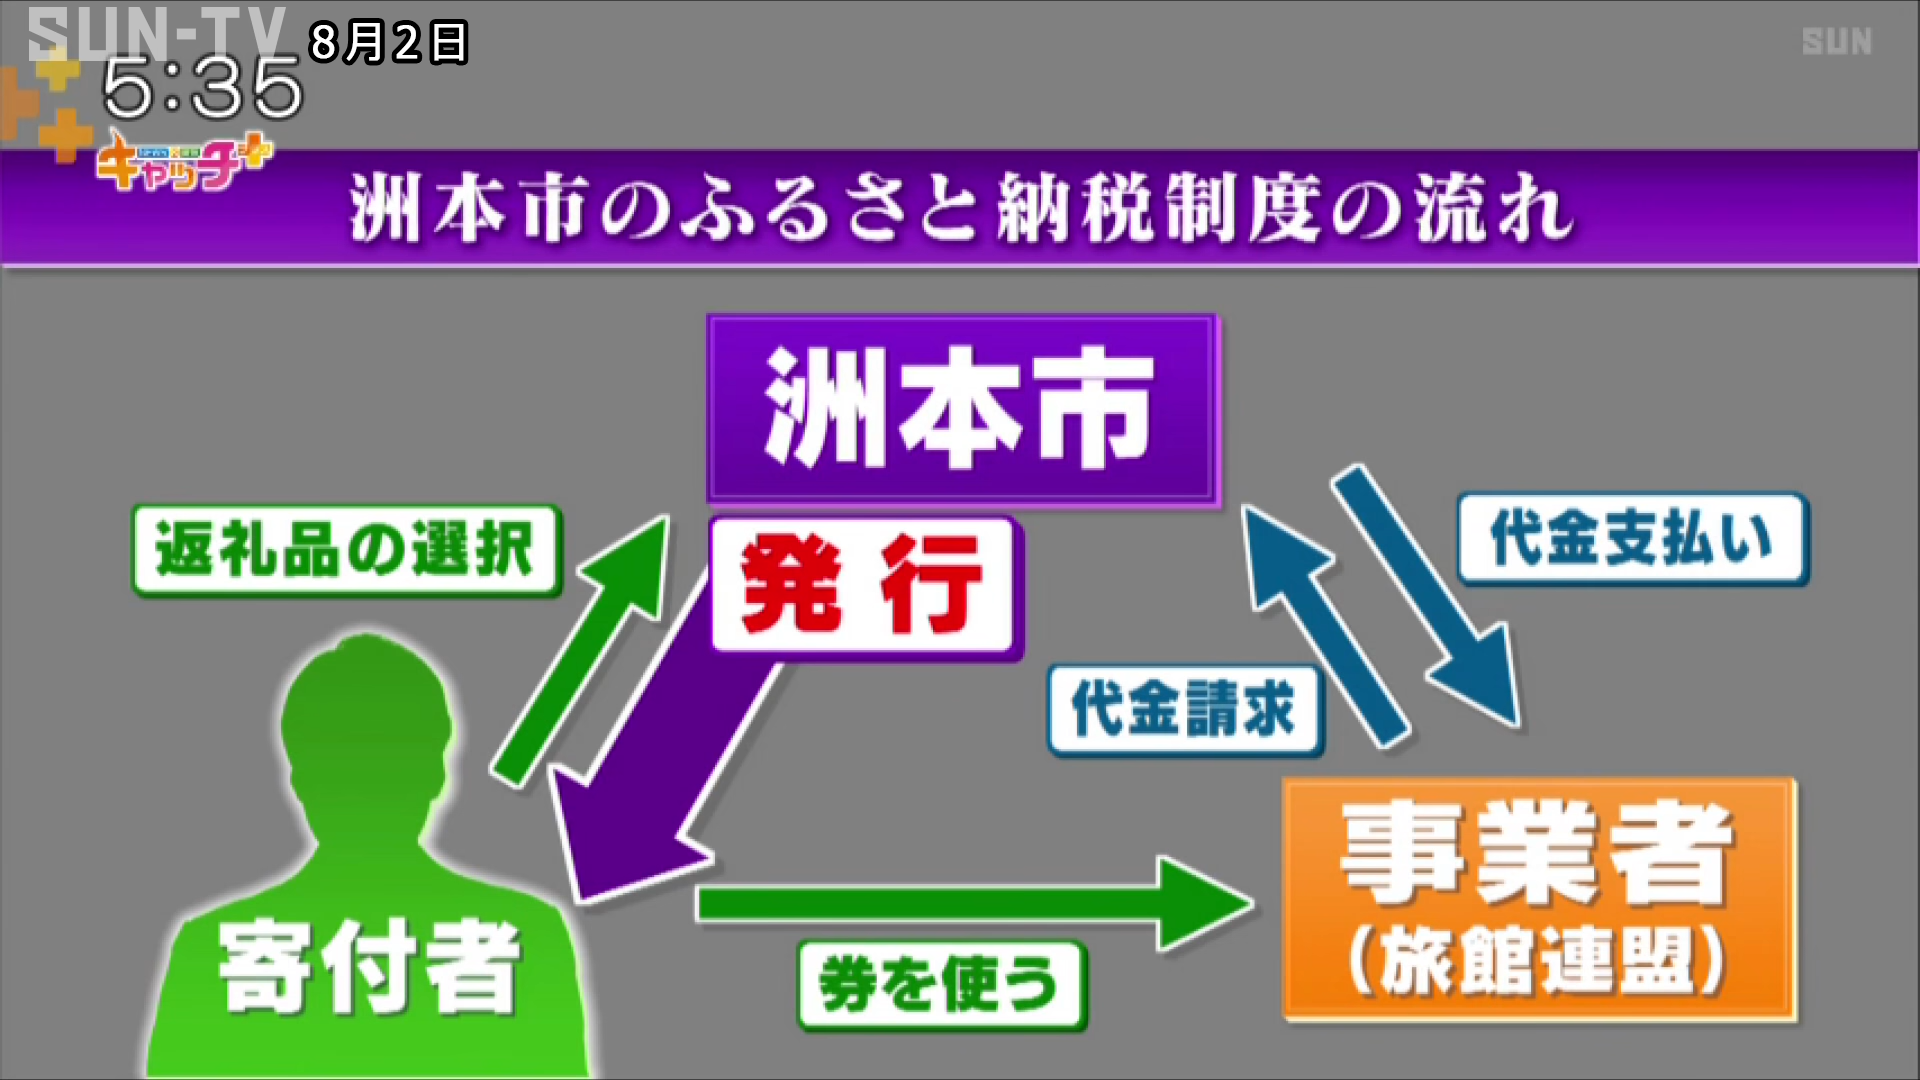 SUN-TV
8月2日
SUN
5:35
キャッチ+
洲本市のふるさと納税制度の流れ
洲本市
返礼品の選択
発行
代金支払い
代金請求
事業者
(旅館連盟)
寄付者
券を使う